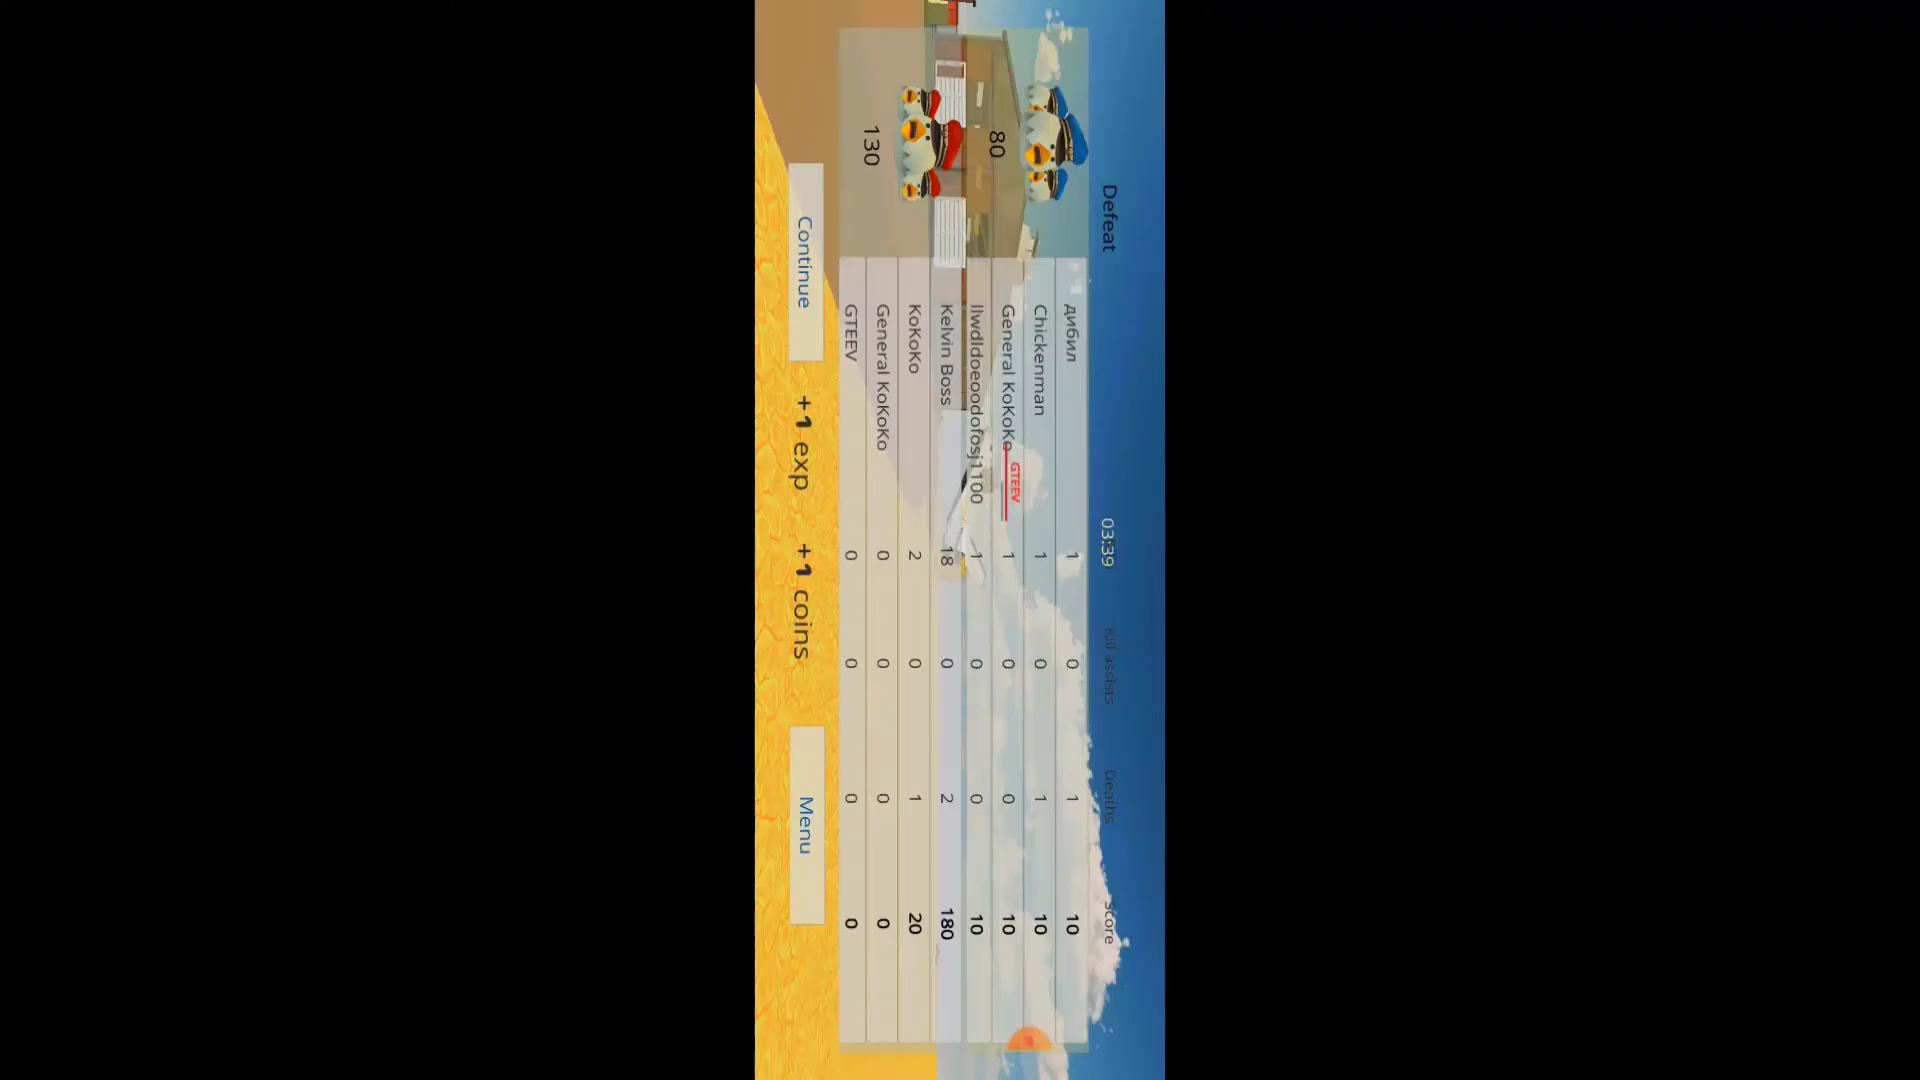 Defeat 03:39 Kill assists Deaths Score
80
дибил 1 0 1 10
Chickenman 1 0 1 10
GTEEV
General KoKoKo 1 0 0 10
1 0 0 10
130
Kelvin Boss 18 0 2 180
KoKoKo 2 0 1 20
General KoKoKo 0 0 0 0
GTEEV 0 0 0 0
Continue +1 exp +1 coins Menu